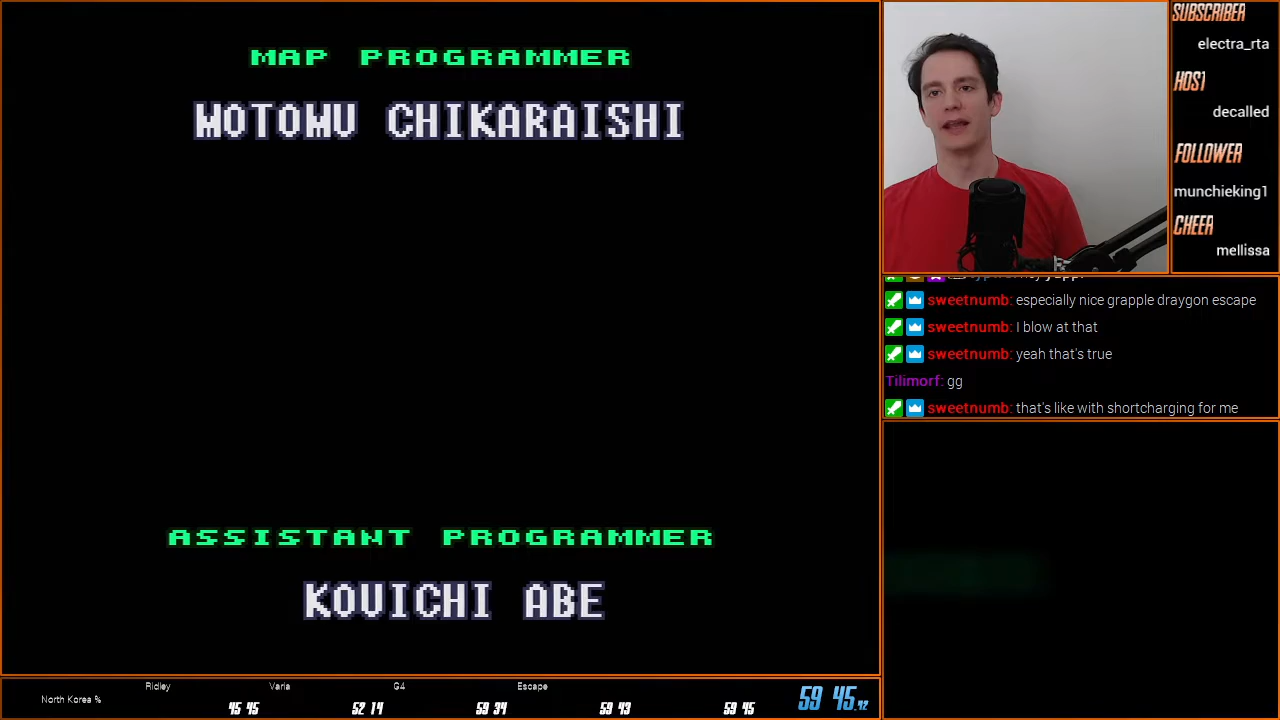 MAP PROGRAMMER
MOTOMU CHIKARAISHI
ASSISTANT PROGRAMMER
KOUICHI ABE
SUBSCRIBER
electra_rta
HOST
decalled
FOLLOWER
munchieking1
CHEER
mellissa
sweetnumb: especially nice grapple draygon escape
sweetnumb: I blow at that
sweetnumb: yeah that's true
Tilimorf: gg
sweetnumb: that's like with shortcharging for me
North Korea %
Ridley
45 45
Varia
52 14
G4
59 34
Escape
59 43
59 45
59 45.42